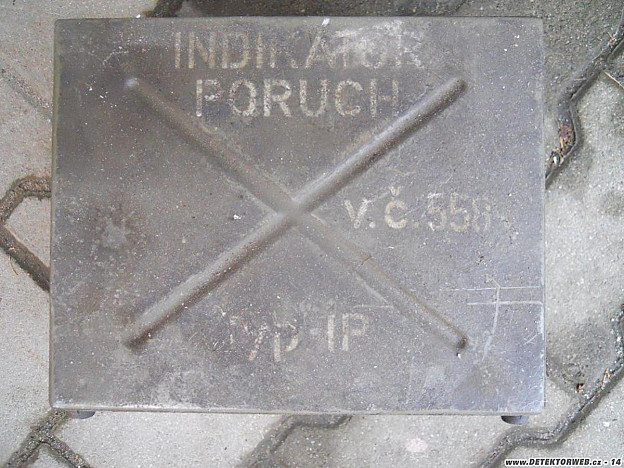 INDIKÁTOR
PORUCH
v.č. 558
Typ-IP
www.DETEKTORWEB.cz - 14